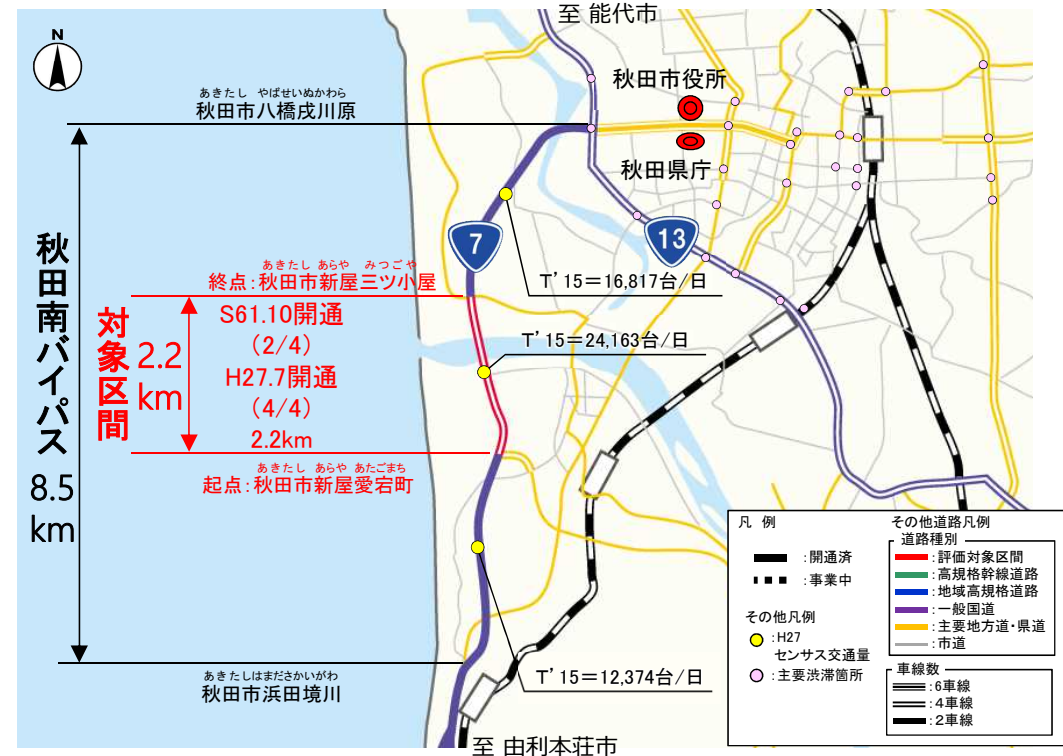 至 能代市
N
秋田市役所
あきたし やばせいぬかわら
秋田市八橋戌川原
秋田県庁
7
13
あきたし あらや みつごや
終点:秋田市新屋三ツ小屋
T’15=16,817台/日
秋田南バイパス
8.5
km
対象区間
2.2
km
S61.10開通
(2/4)
H27.7開通
(4/4)
2.2km
T’15=24,163台/日
あきたし あらや あたごまち
起点:秋田市新屋愛宕町
T’15=12,374台/日
あきたしはまださかいがわ
秋田市浜田境川
至 由利本荘市
凡 例
:開通済
:事業中
その他凡例
:H27
センサス交通量
:主要渋滞箇所
その他道路凡例
道路種別
:評価対象区間
:高規格幹線道路
:地域高規格道路
:一般国道
:主要地方道・県道
:市道
車線数
:6車線
:4車線
:2車線